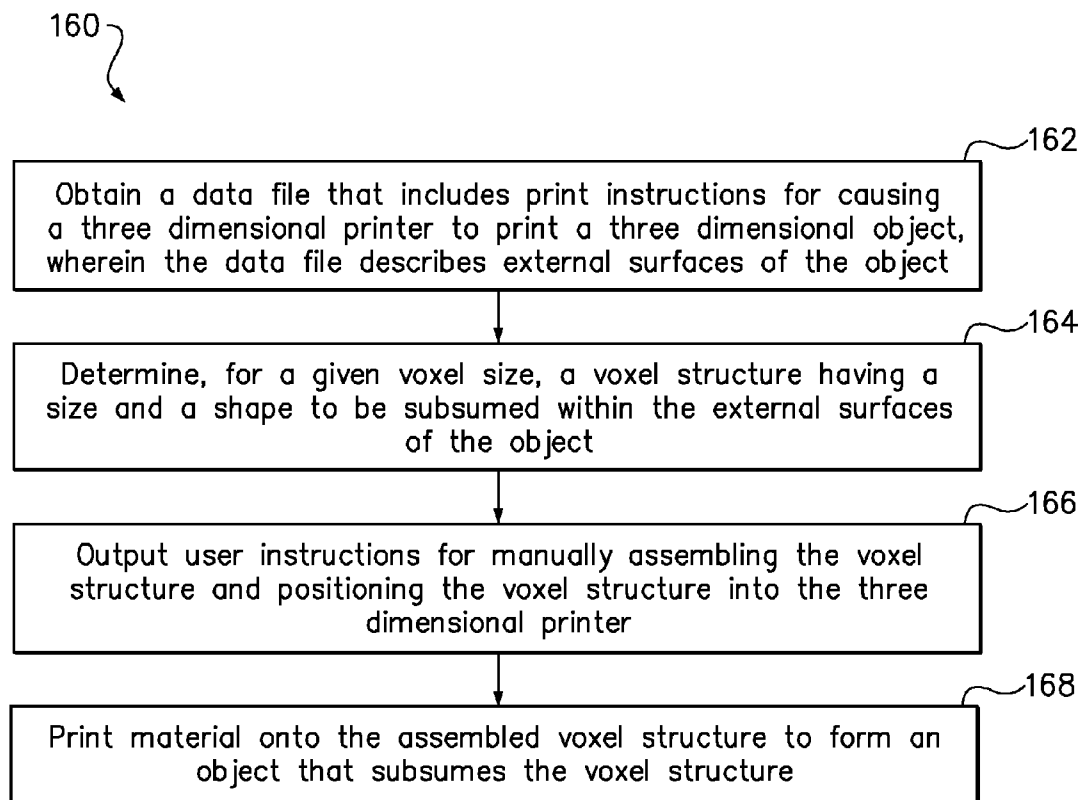 160
162
Obtain a data file that includes print instructions for causing
a three dimensional printer to print a three dimensional object,
wherein the data file describes external surfaces of the object
164
Determine, for a given voxel size, a voxel structure having a
size and a shape to be subsumed within the external surfaces
of the object
166
Output user instructions for manually assembling the voxel
structure and positioning the voxel structure into the three
dimensional printer
168
Print material onto the assembled voxel structure to form an
object that subsumes the voxel structure